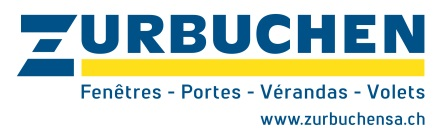 ZURBUCHEN
Fenêtres - Portes - Vérandas - Volets
www.zurbuchensa.ch